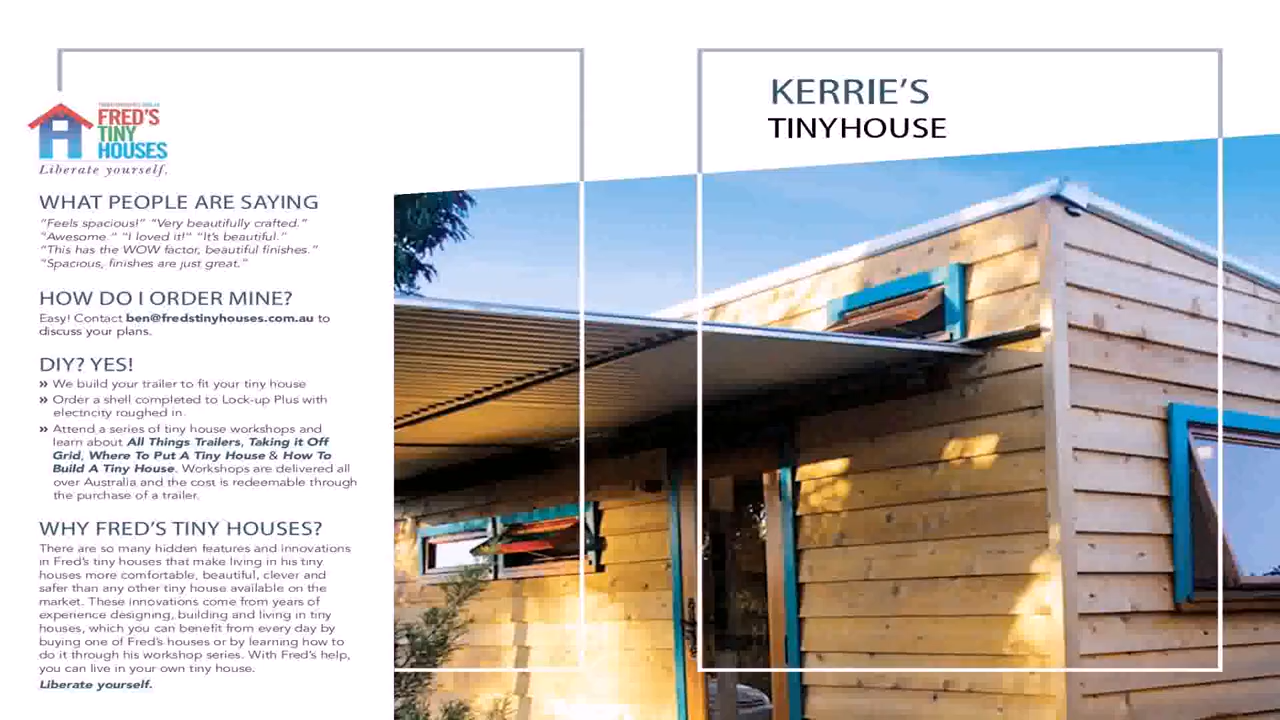 FRED'S
TINY
HOUSES
Liberate yourself.
WHAT PEOPLE ARE SAYING
“Feels spacious!” “Very beautifully crafted.”
“Awesome.” “I loved it!” “It's beautiful.”
“This has the WOW factor, beautiful finishes.”
“Spacious, finishes are just great.”
HOW DO I ORDER MINE?
Easy! Contact ben@fredstinyhouses.com.au to
discuss your plans.
DIY? YES!
» We build your trailer to fit your tiny house
» Order a shell completed to Lock-up Plus with
electricity roughed in.
» Attend a series of tiny house workshops and
learn about All Things Trailers, Taking it Off
Grid, Where To Put A Tiny House & How To
Build A Tiny House. Workshops are delivered all
over Australia and the cost is redeemable through
the purchase of a trailer.
WHY FRED'S TINY HOUSES?
There are so many hidden features and innovations
in Fred's tiny houses that make living in his tiny
houses more comfortable, beautiful, clever and
safer than any other tiny house available on the
market. These innovations come from years of
experience designing, building and living in tiny
houses, which you can benefit from every day by
buying one of Fred's houses or by learning how to
do it through his workshop series. With Fred's help,
you can live in your own tiny house.
Liberate yourself.
KERRIE'S
TINYHOUSE